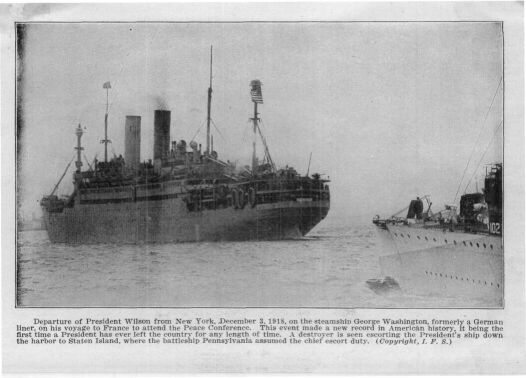 102
Departure of President Wilson from New York, December 3, 1918, on the steamship George Washington, formerly a German
liner, on his voyage to France to attend the Peace Conference. This event made a new record in American history, it being the
first time a President has ever left the country for any length of time. A destroyer is seen escorting the President's ship down
the harbor to Staten Island, where the battleship Pennsylvania assumed the chief escort duty. (Copyright, I. F. S.)